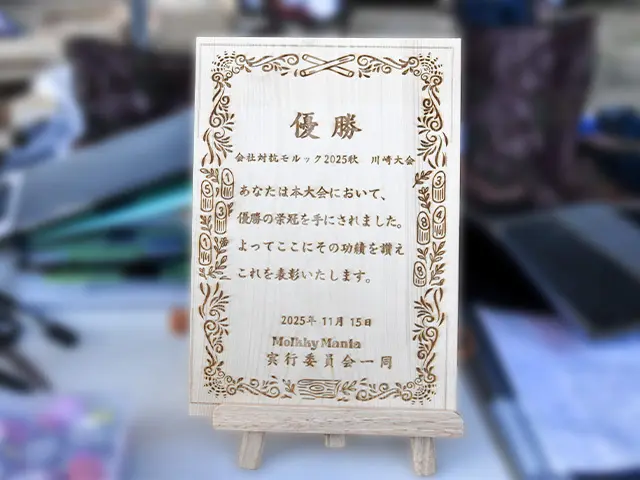 優勝
会社対抗モルック2025秋 川崎大会
あなたは本大会において、
優勝の栄冠を手にされました。
よってここにその功績を讃え
これを表彰いたします。
2025年 11月 15日
Molkky Mania
実行委員会一同